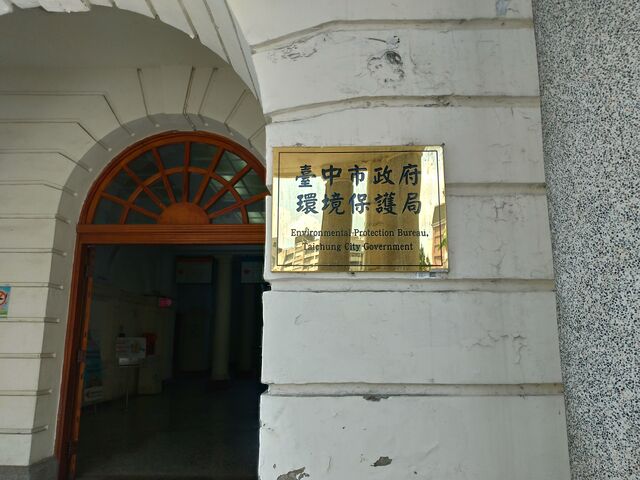 臺中市政府
環境保護局
Environmental Protection Bureau,
Taichung City Government